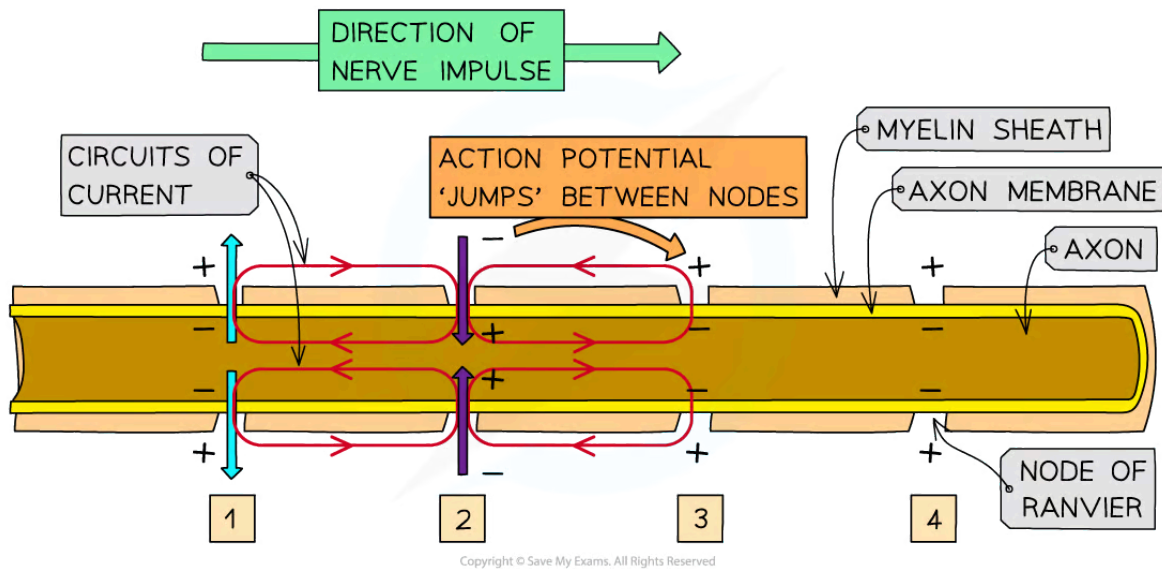 DIRECTION OF
NERVE IMPULSE
CIRCUITS OF
CURRENT
ACTION POTENTIAL
‘JUMPS’ BETWEEN NODES
MYELIN SHEATH
AXON MEMBRANE
AXON
+ − + +
− + − −
− + − −
+ − + +
NODE OF
RANVIER
1 2 3 4
Copyright © Save My Exams. All Rights Reserved